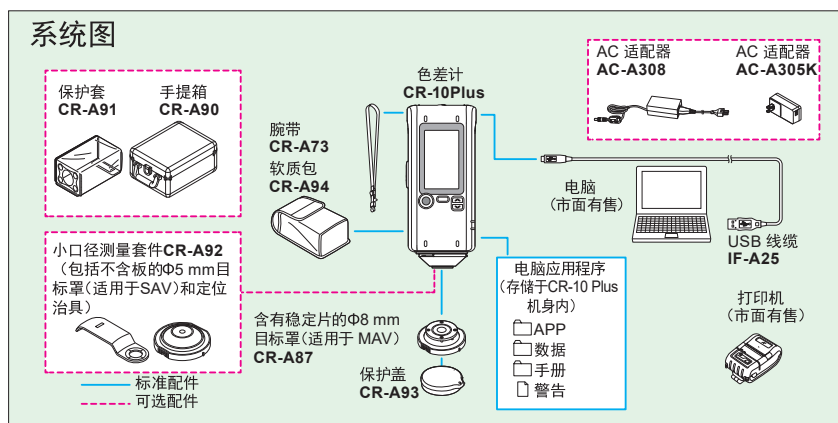 系统图
保护套
CR-A91
手提箱
CR-A90
色差计
CR-10Plus
AC 适配器
AC-A308
AC 适配器
AC-A305K
腕带
CR-A73
软质包
CR-A94
电脑
（市面有售）
USB 线缆
IF-A25
小口径测量套件CR-A92
（包括不含板的Φ5 mm目
标罩（适用于SAV）和定位
治具）
含有稳定片的Φ8 mm
目标罩（适用于 MAV）
CR-A87
保护盖
CR-A93
电脑应用程序
（存储于CR-10 Plus
机身内）
APP
数据
手册
警告
打印机
（市面有售）
标准配件
可选配件